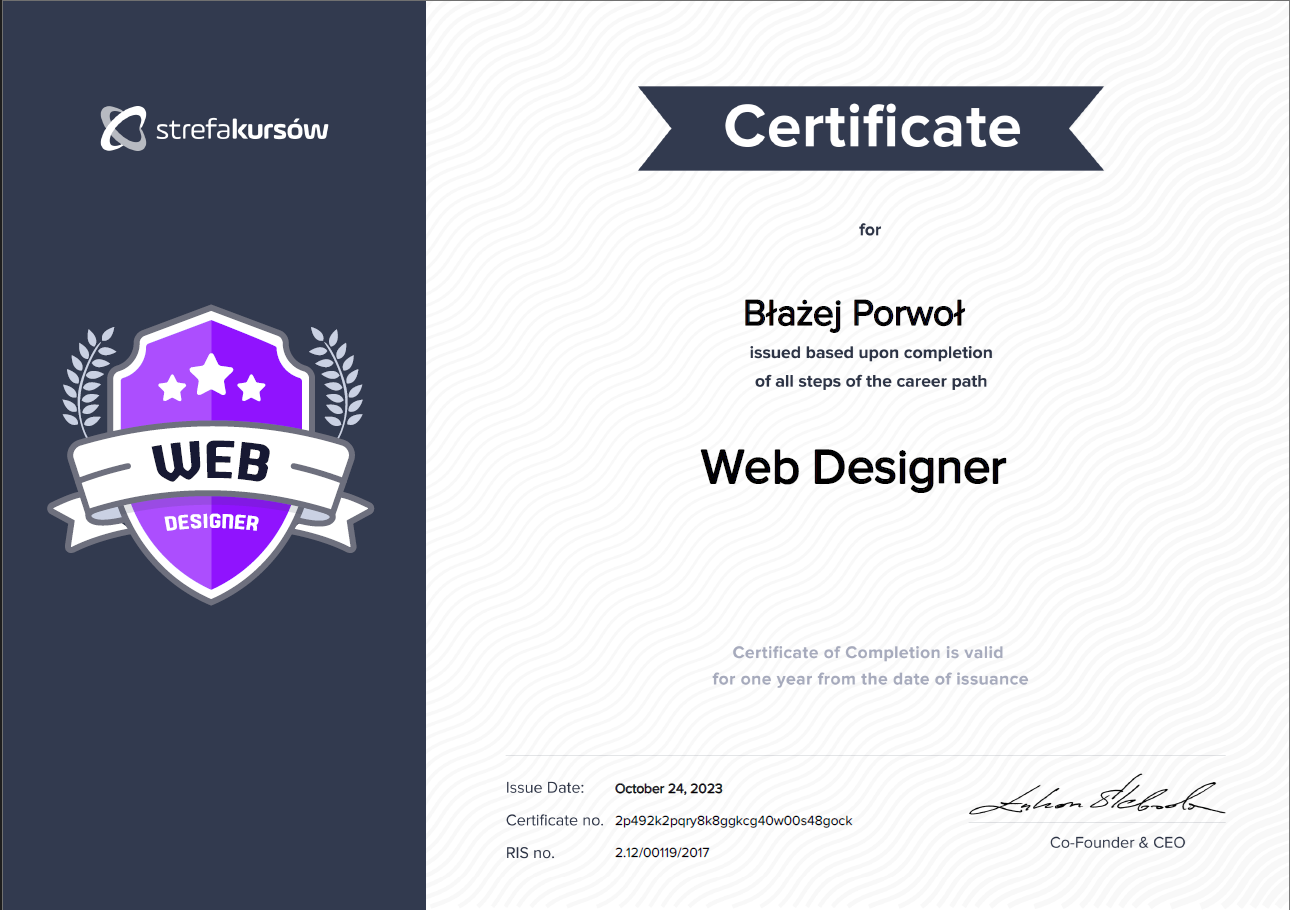 strefakursów
WEB
DESIGNER
Certificate
for
Błażej Porwoł
issued based upon completion
of all steps of the career path
Web Designer
Certificate of Completion is valid
for one year from the date of issuance
Issue Date: October 24, 2023
Certificate no. 2p492k2pqry8k8ggkcg40w00s48gock
RIS no. 2.12/00119/2017
Co-Founder & CEO